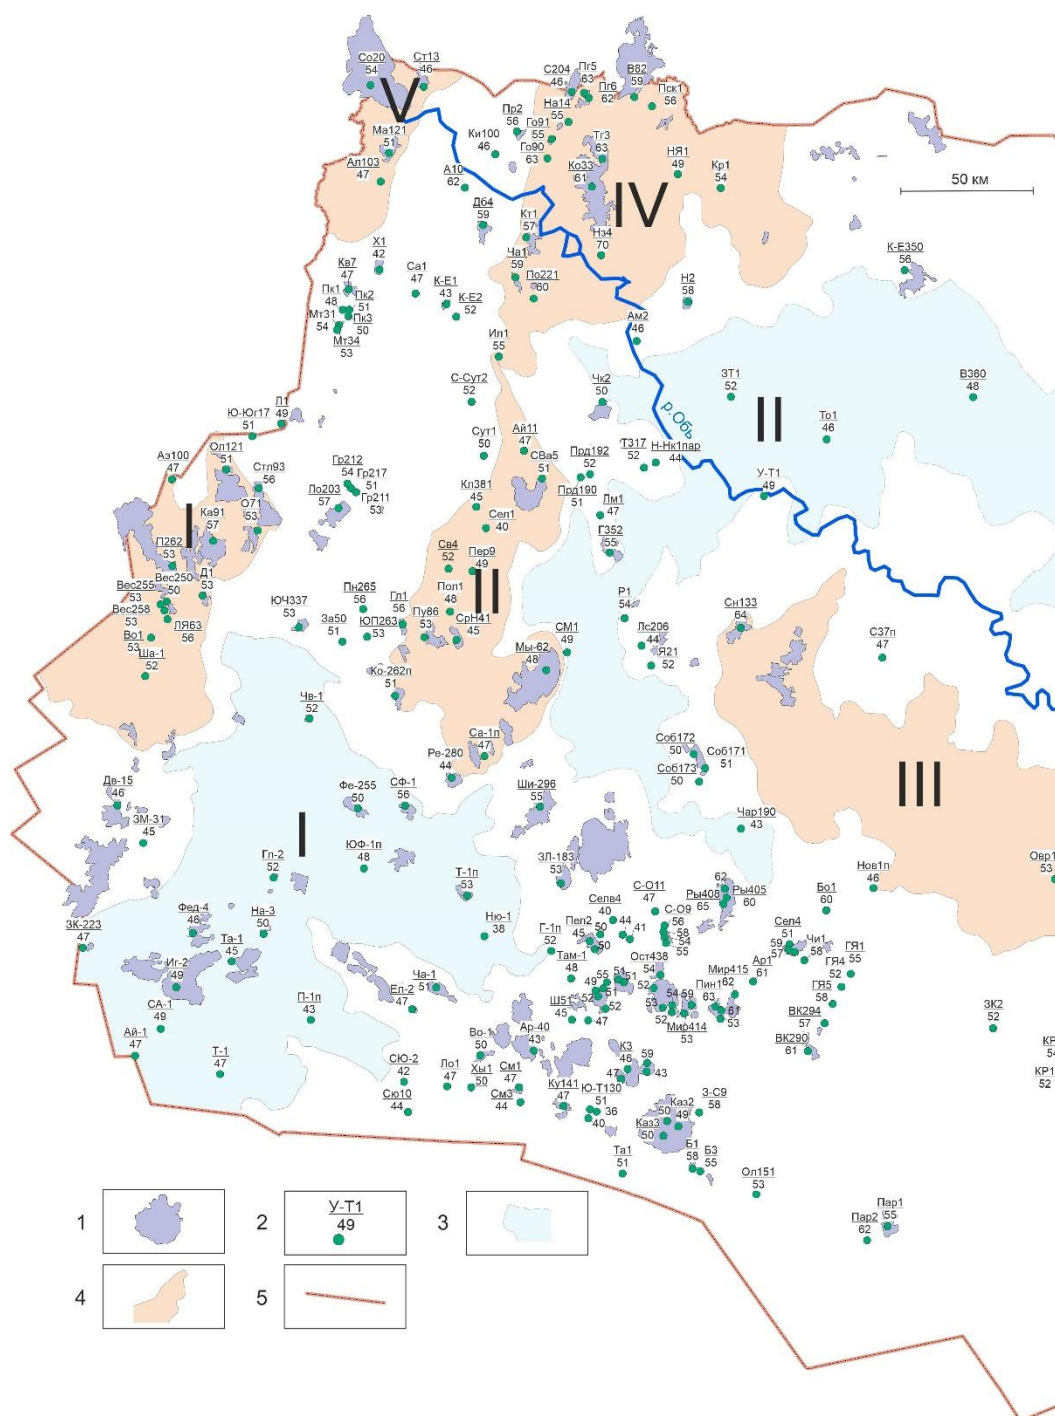 Со20
54
Ст13
46
V
С204
46
Пг5
63
Пг6
62
В82
59
Пск1
56
На14
55
Пр2
56
Го91
55
Го90
63
Ки100
46
Тг3
63
Ко33
61
НЯ1
49
Кр1
54
50 км
Ма121
51
Ал103
47
А10
62
IV
Дб4
59
Кт1
57
Нз4
70
Х1
42
Ча1
59
По221
60
Н2
58
К-Е350
56
Кв7
47
Са1
47
К-Е1
43
К-Е2
52
Пк1
48
Пк2
51
Пк3
50
Мт31
54
Мт34
53
Ам2
46
Ил1
55
С-Сут2
52
Чк2
50
ЗТ1
52
В360
48
II
То1
46
р.Обь
Л1
49
Ю-Юг17
51
Сут1
50
Ай11
47
СВа5
51
Прд192
52
Прд190
51
Т317
52
Н-Нк1пар
44
У-Т1
49
Аз100
47
Ол121
51
Стл93
56
Гр212
54
Гр217
51
Гр211
53
Ло203
57
Кл381
45
Сел1
40
Лм1
47
Г352
55
I
Ка91
57
О71
53
П262
53
Св4
52
Пер9
49
II
Пол1
48
Вес255
53
Вес250
50
Д1
53
Вес258
53
ЛЯ63
56
Во1
53
Ша-1
52
ЮЧ337
53
Пн265
56
За50
51
ЮП263
53
Гл1
56
Пу86
53
СрН41
45
Р1
54
Лс206
44
Я21
52
Сн133
64
С37п
47
СМ1
49
Мы-62
48
Ко-262п
51
Чв-1
52
Са-1п
47
Ре-280
44
Соб172
50
Соб171
51
Соб173
50
III
Дв-15
46
ЗМ-31
45
Фе-255
50
СФ-1
56
Ши-296
55
Чар190
43
I
ЮФ-1п
48
Гл-2
52
Т-1п
53
ЗЛ-183
53
Нов1п
46
Овр1
53
62
Ры408
65
Ры405
60
Бо1
60
С-О11
47
Селв4
40
Фед-4
46
На-3
50
Ню-1
38
Г-1п
52
Пел2
45
50
50
44
41
С-О9
56
58
54
55
Сел4
51
59
57
Чи1
58
ГЯ1
55
ГЯ4
52
ЗК-223
47
Та-1
45
Иг-2
49
Там-1
48
Ост438
54
Мир415
62
Ар1
61
ГЯ5
58
Ча-1
51
Ел-2
47
55
51
51
49
51
52
52
53
54
59
52
Пин1
63
61
53
Мир414
53
ВК294
57
ВК290
61
ЗК2
52
П-1п
43
СА-1
49
Ш51
45
47
Ай-1
47
Т-1
47
Во-1
50
Ар-40
43
КЗ
46
59
47
43
КР
54
КР1
52
СЮ-2
42
Сю10
44
Ло1
47
Хы1
50
См1
47
См3
44
Ку141
47
Ю-Т130
51
36
40
Каз2
50
49
Каз3
50
З-С9
58
Та1
51
Б1
58
Б3
55
Ол151
53
Пар1
55
Пар2
62
1
2
У-Т1
49
3
4
5